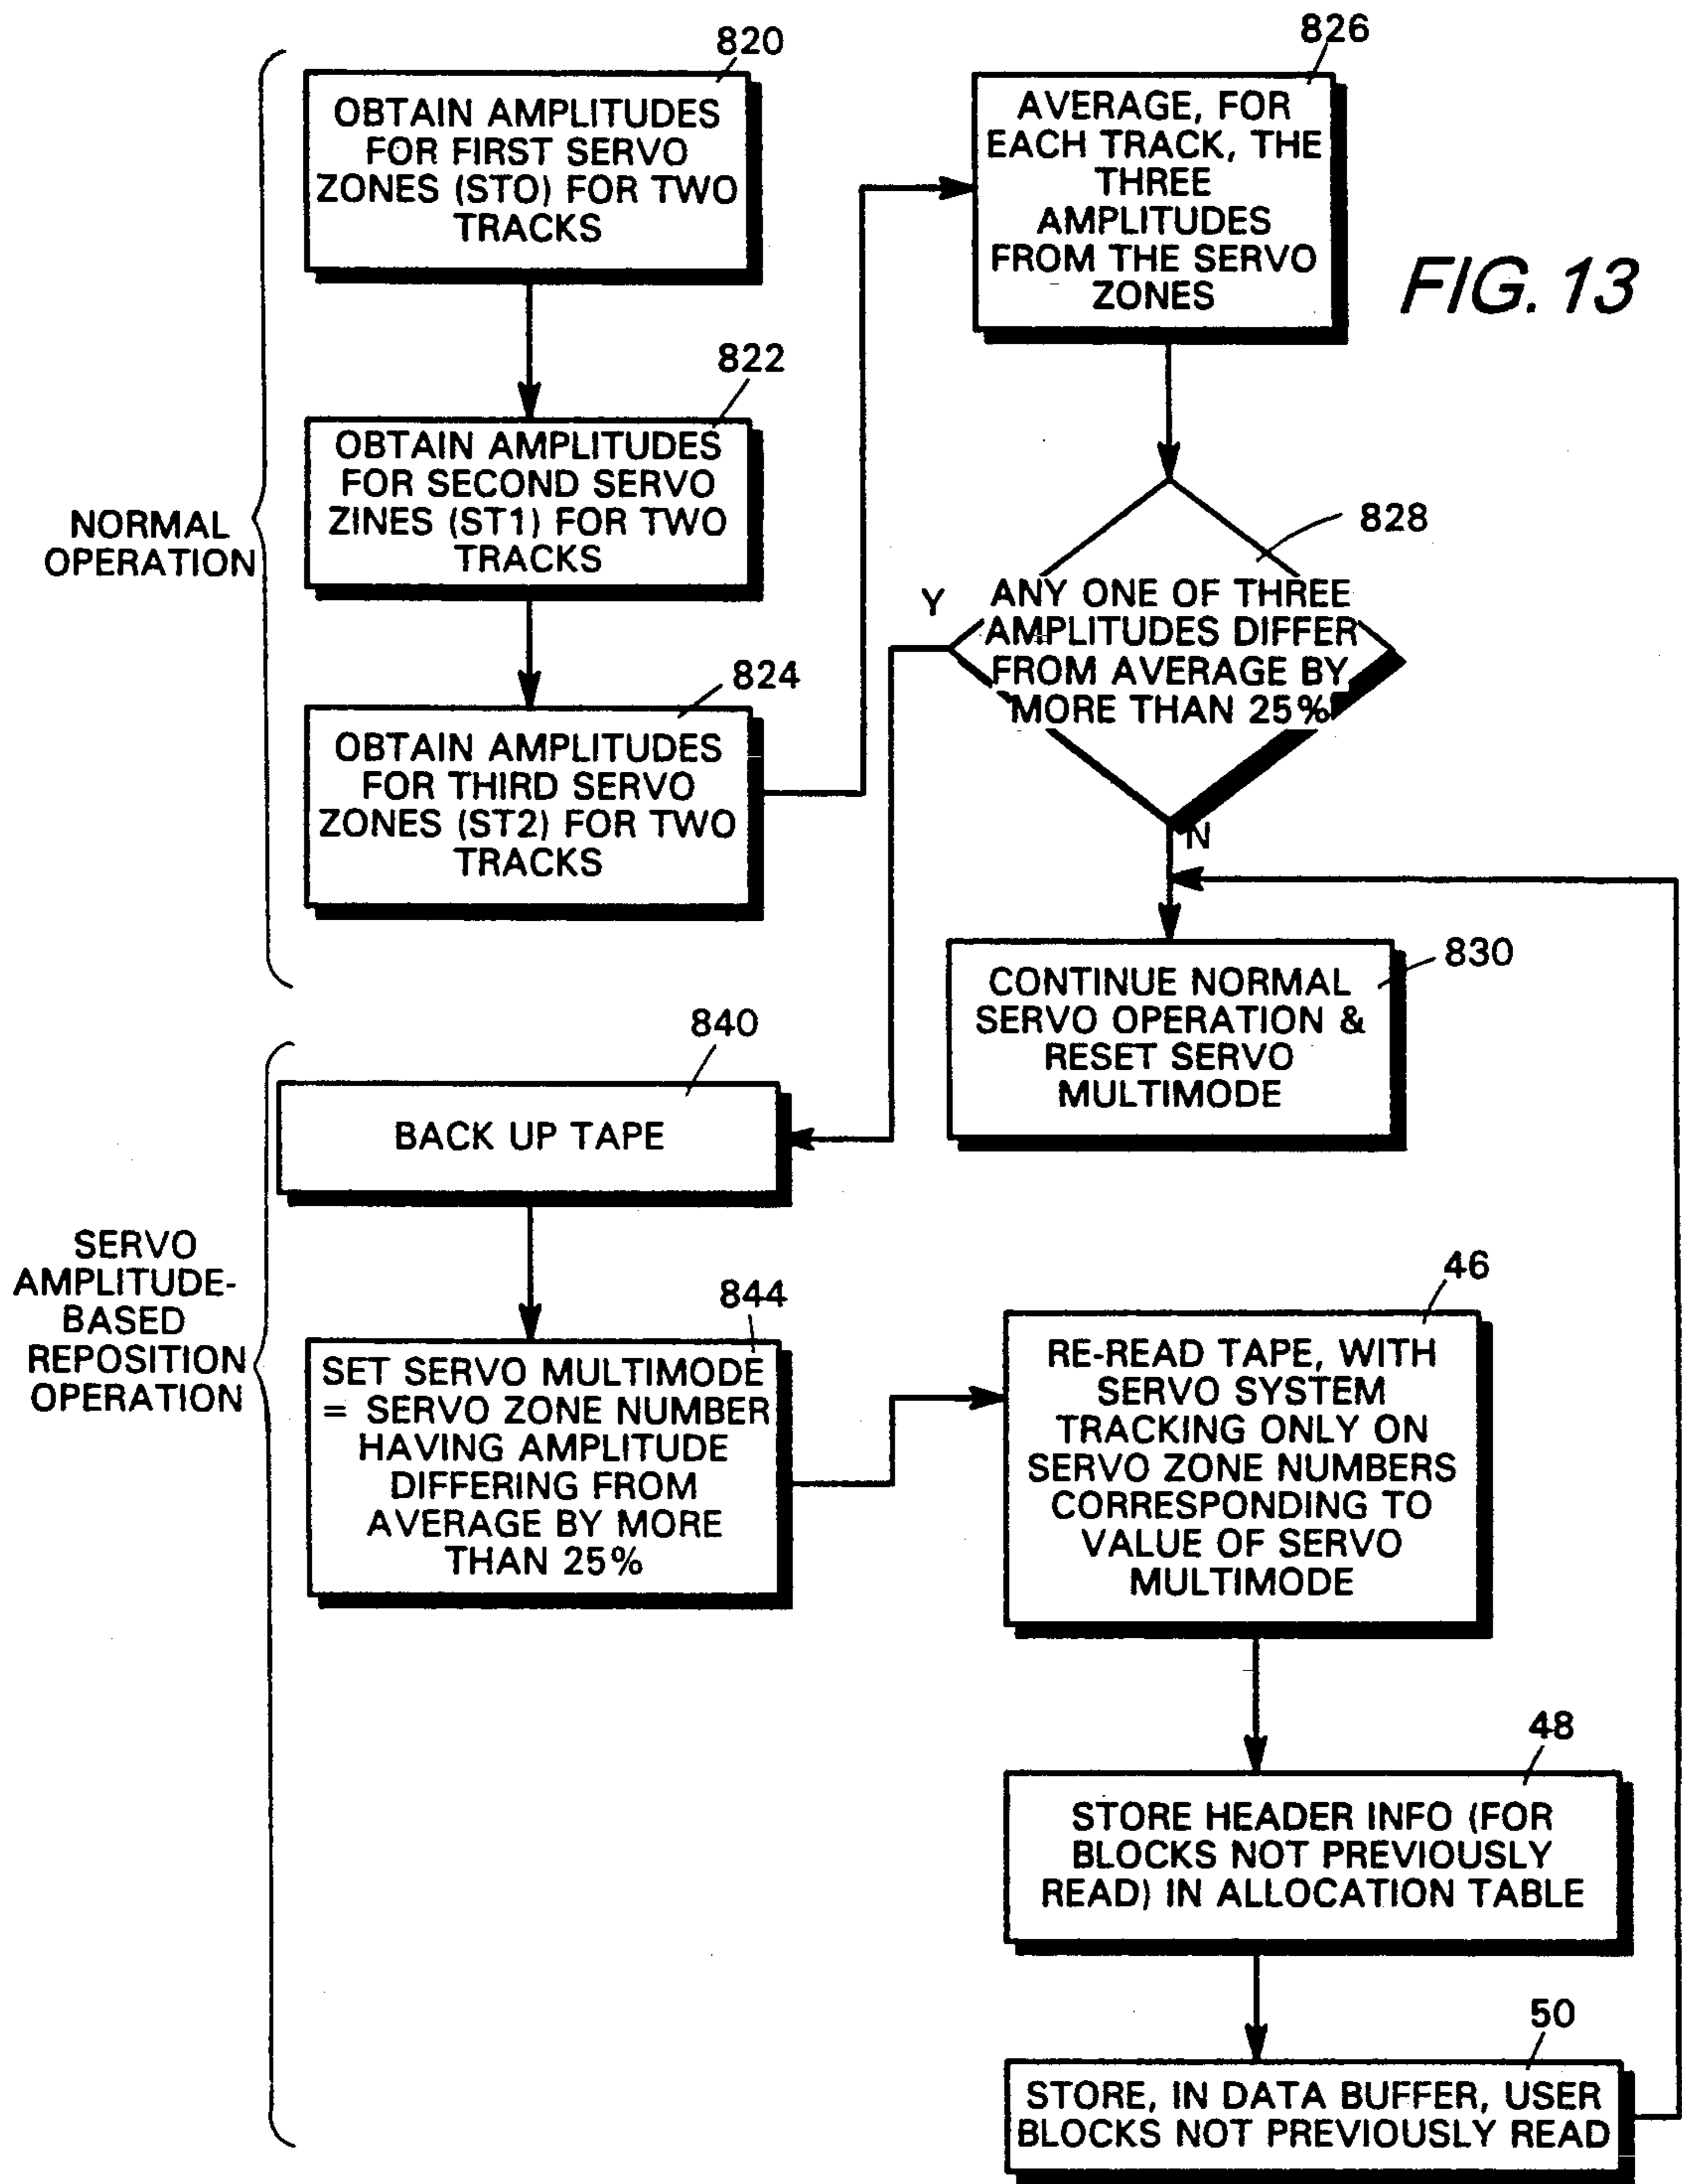 820
OBTAIN AMPLITUDES
FOR FIRST SERVO
ZONES (STO) FOR TWO
TRACKS
822
OBTAIN AMPLITUDES
FOR SECOND SERVO
ZINES (ST1) FOR TWO
TRACKS
NORMAL
OPERATION
824
OBTAIN AMPLITUDES
FOR THIRD SERVO
ZONES (ST2) FOR TWO
TRACKS
826
AVERAGE, FOR
EACH TRACK, THE
THREE
AMPLITUDES
FROM THE SERVO
ZONES
FIG. 13
828
Y
ANY ONE OF THREE
AMPLITUDES DIFFER
FROM AVERAGE BY
MORE THAN 25%
N
830
CONTINUE NORMAL
SERVO OPERATION &
RESET SERVO
MULTIMODE
840
BACK UP TAPE
SERVO
AMPLITUDE-
BASED
REPOSITION
OPERATION
844
SET SERVO MULTIMODE
= SERVO ZONE NUMBER
HAVING AMPLITUDE
DIFFERING FROM
AVERAGE BY MORE
THAN 25%
46
RE-READ TAPE, WITH
SERVO SYSTEM
TRACKING ONLY ON
SERVO ZONE NUMBERS
CORRESPONDING TO
VALUE OF SERVO
MULTIMODE
48
STORE HEADER INFO (FOR
BLOCKS NOT PREVIOUSLY
READ) IN ALLOCATION TABLE
50
STORE, IN DATA BUFFER, USER
BLOCKS NOT PREVIOUSLY READ